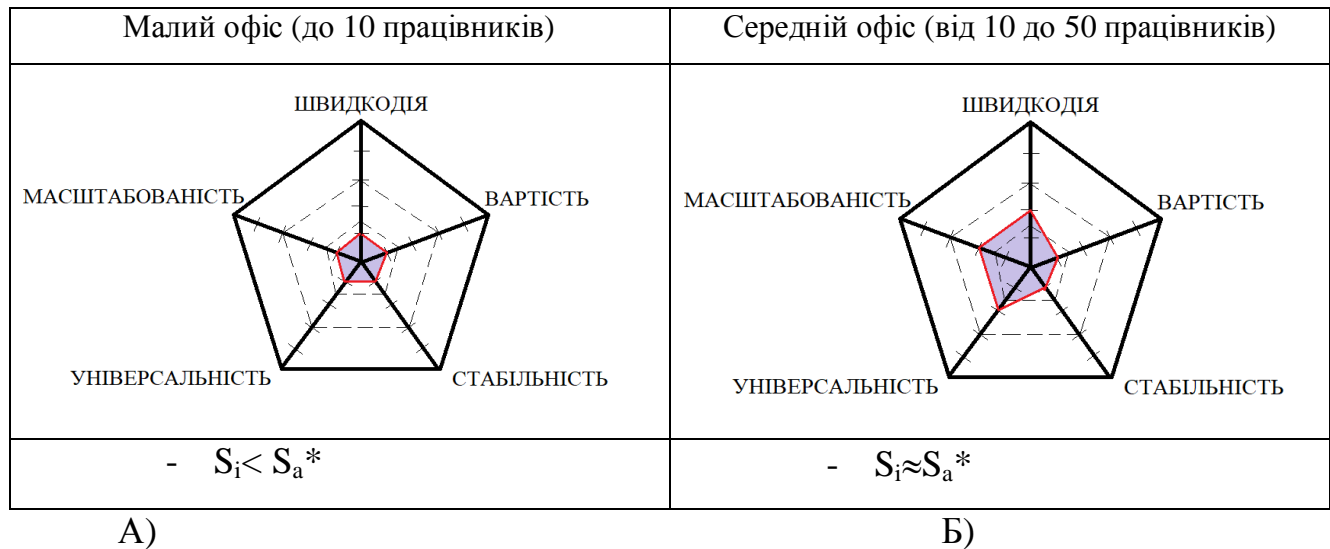 Малий офіс (до 10 працівників)
Середній офіс (від 10 до 50 працівників)
ШВИДКОДІЯ
МАСШТАБОВАНІСТЬ
ВАРТІСТЬ
УНІВЕРСАЛЬНІСТЬ
СТАБІЛЬНІСТЬ
ШВИДКОДІЯ
МАСШТАБОВАНІСТЬ
ВАРТІСТЬ
УНІВЕРСАЛЬНІСТЬ
СТАБІЛЬНІСТЬ
- Si< Sa*
- Si≈Sa*
А)
Б)